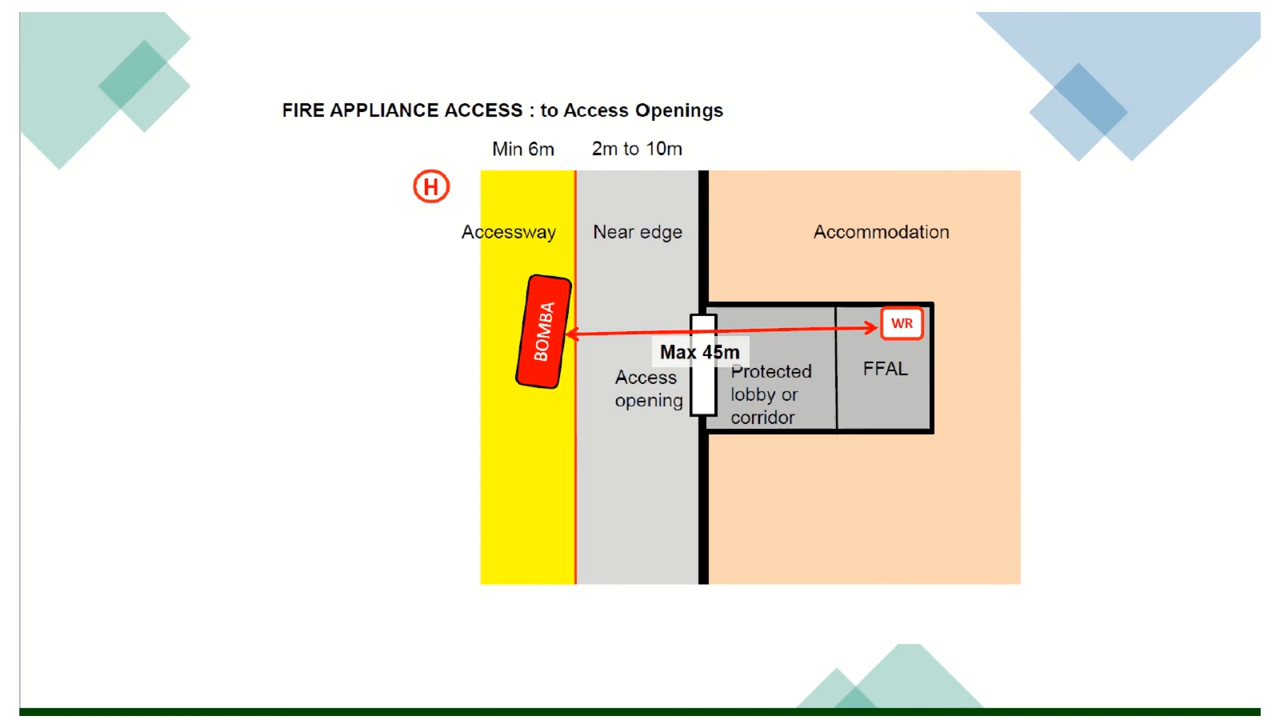 FIRE APPLIANCE ACCESS : to Access Openings
Min 6m
2m to 10m
H
Accessway
Near edge
Accommodation
BOMBA
WR
Max 45m
Access
opening
Protected
lobby or
corridor
FFAL